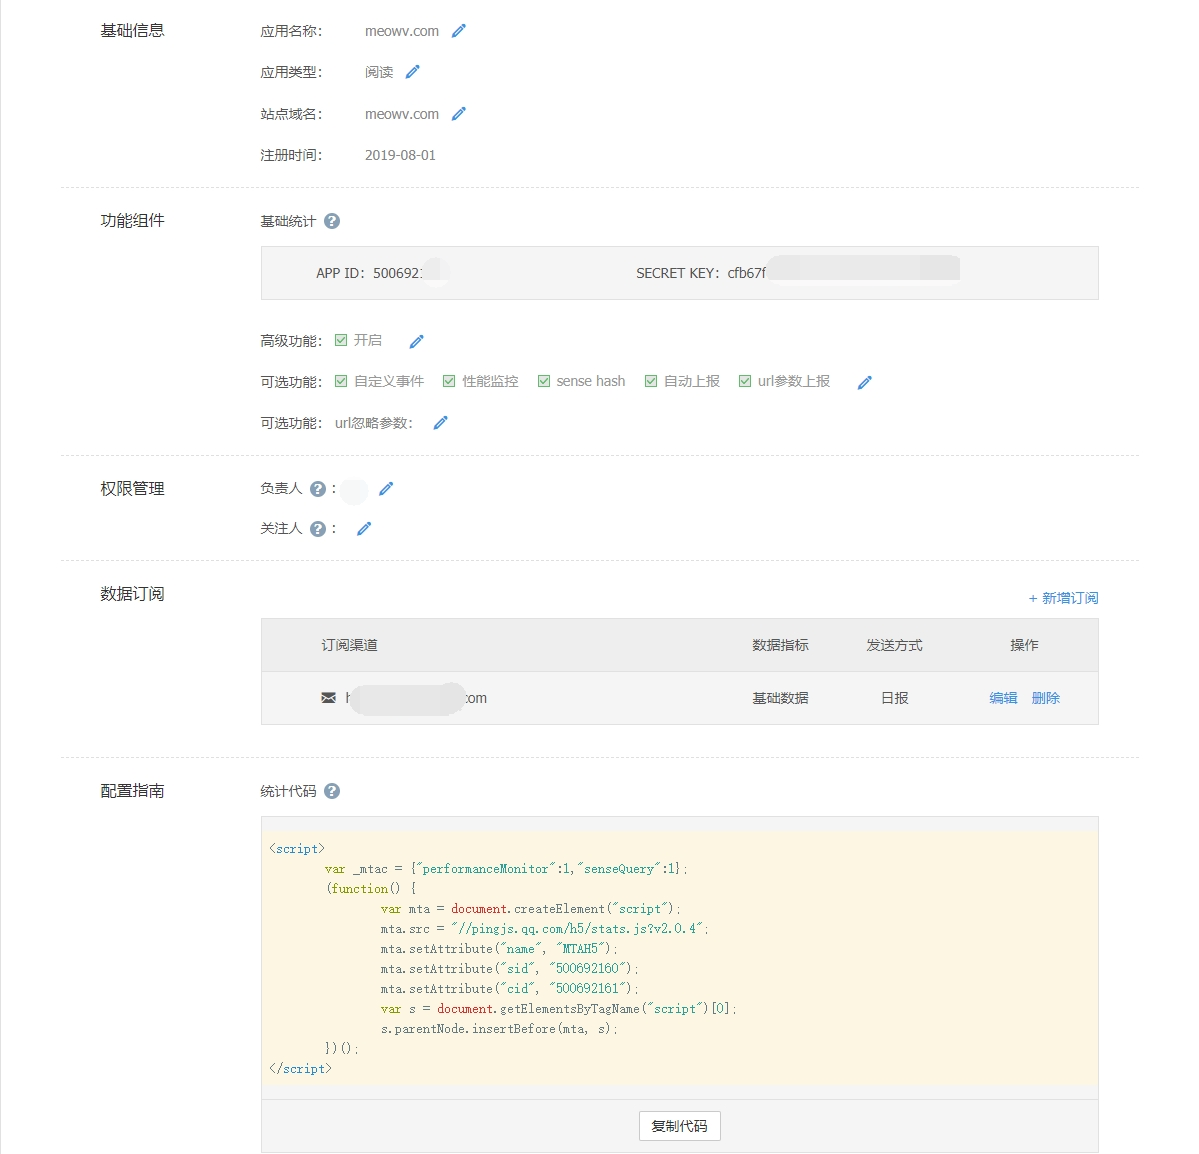 基础信息
应用名称： meowv.com
应用类型： 阅读
站点域名： meowv.com
注册时间： 2019-08-01
功能组件
基础统计 ?
APP ID：500692 SECRET KEY：cfb67f
高级功能： 开启
可选功能： 自定义事件 性能监控 sense hash 自动上报 url参数上报
可选功能： url忽略参数：
权限管理
负责人 ? :
关注人 ? :
数据订阅
+ 新增订阅
订阅渠道 数据指标 发送方式 操作
com 基础数据 日报 编辑 删除
配置指南
统计代码 ?
<script>
var _mtac = {"performanceMonitor":1,"senseQuery":1};
(function() {
var mta = document.createElement("script");
mta.src = "//pingjs.qq.com/h5/stats.js?v2.0.4";
mta.setAttribute("name", "MTAH5");
mta.setAttribute("sid", "500692160");
mta.setAttribute("cid", "500692161");
var s = document.getElementsByTagName("script")[0];
s.parentNode.insertBefore(mta, s);
})();
</script>
复制代码